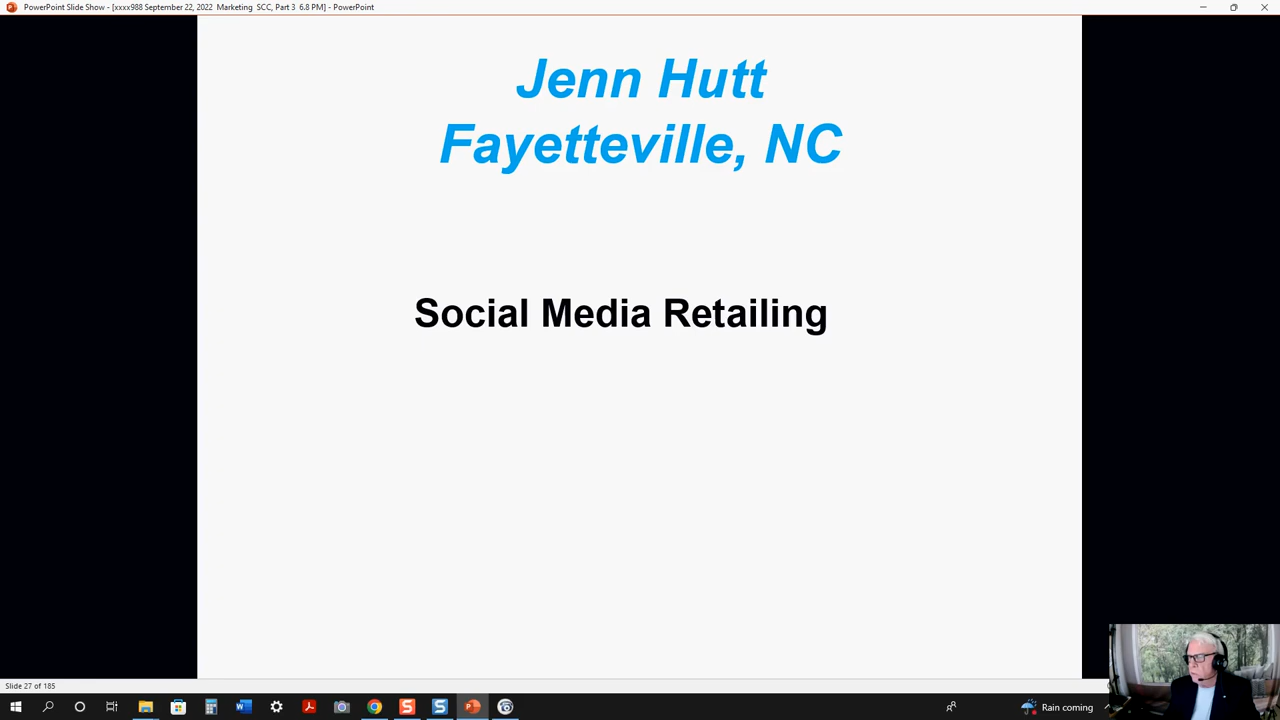 PowerPoint Slide Show - [xxxx988 September 22, 2022 Marketing SCC, Part 3 6.8 PM] - PowerPoint
Jenn Hutt
Fayetteville, NC
Social Media Retailing
Slide 27 of 185
Rain coming